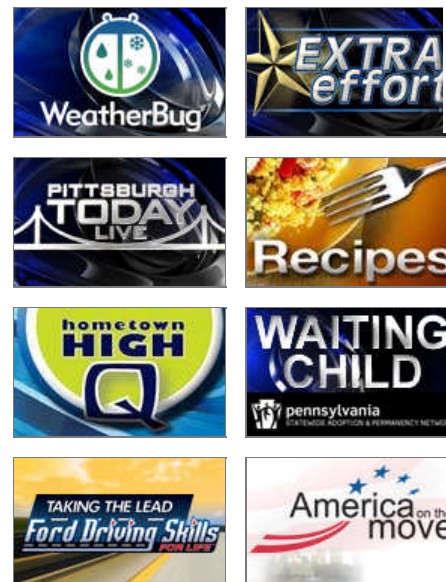 WeatherBug
EXTRA
effort
PITTSBURGH
TODAY
LIVE
Recipes
hometown
HIGH
Q
WAITING
CHILD
pennsylvania
STATEWIDE ADOPTION & PERMANENCY NETWO
TAKING THE LEAD
Ford Driving Skills
FOR LIFE
America on the
move